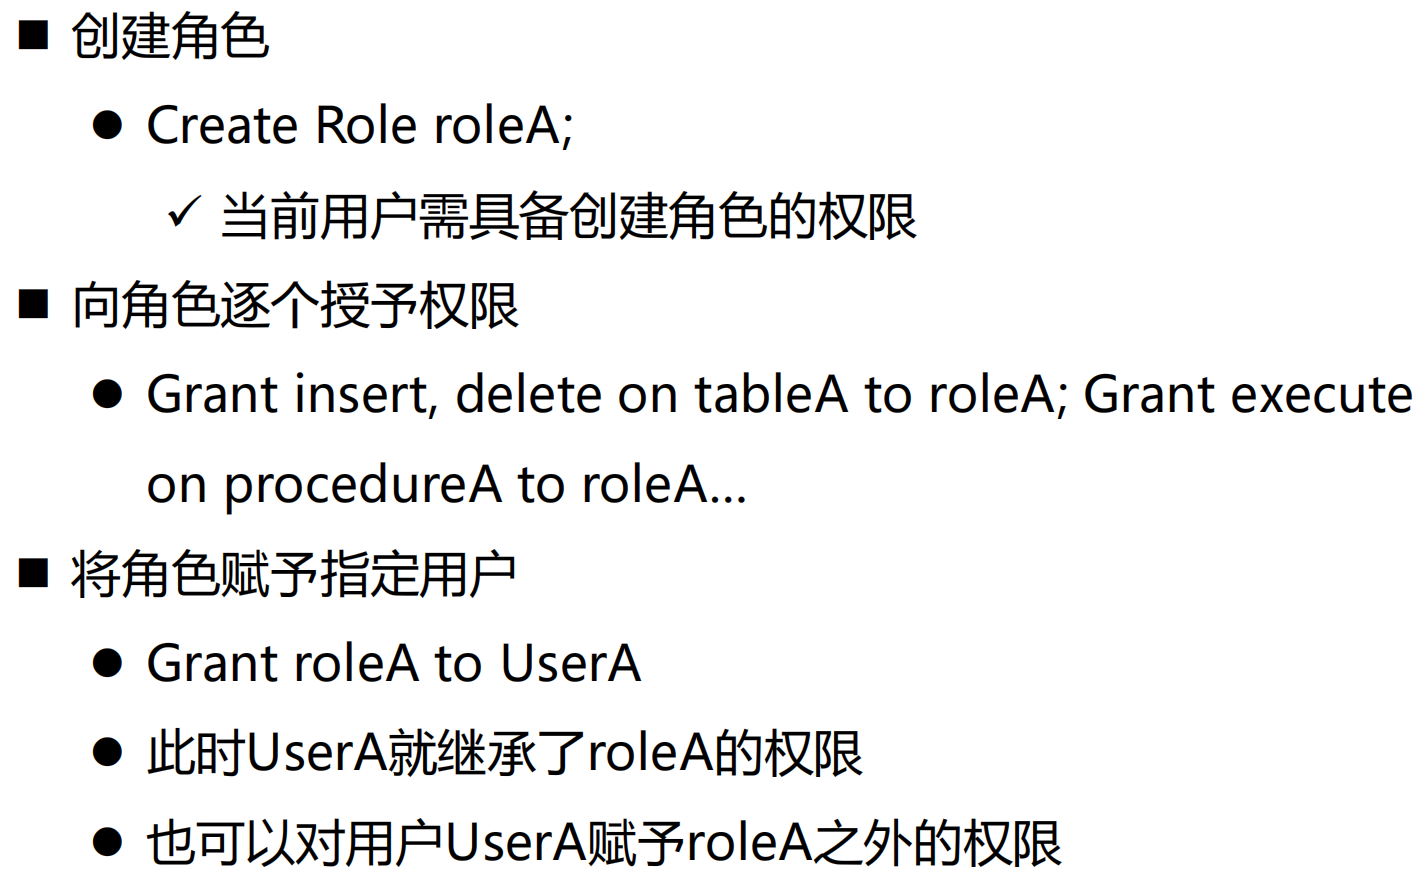 ■ 创建角色
● Create Role roleA;
✓ 当前用户需具备创建角色的权限
■ 向角色逐个授予权限
● Grant insert, delete on tableA to roleA; Grant execute
on procedureA to roleA...
■ 将角色赋予指定用户
● Grant roleA to UserA
● 此时UserA就继承了roleA的权限
● 也可以对用户UserA赋予roleA之外的权限